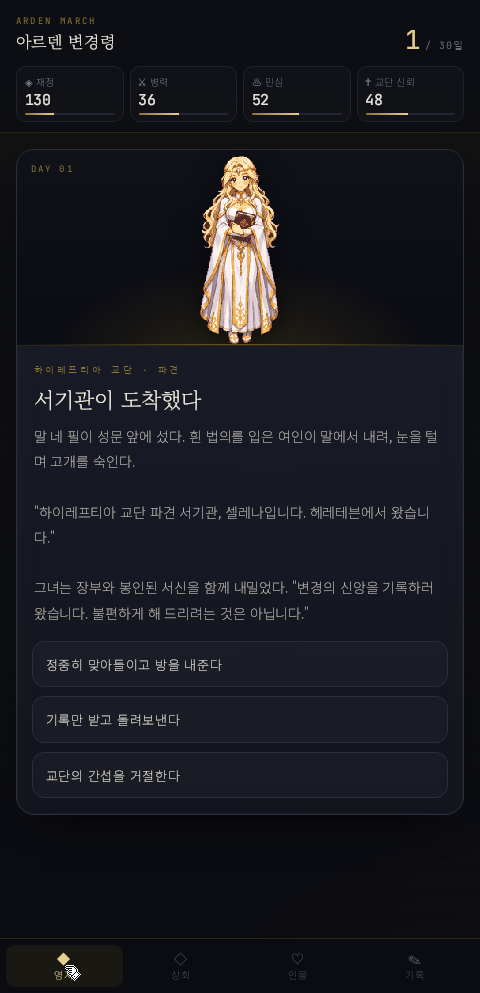 ARDEN MARCH
아르덴 변경령
1 / 30일
◈ 재정
130
⚔ 병력
36
♨ 민심
52
✝ 교단 신뢰
48
DAY 01
하이레프티아 교단 · 파견
서기관이 도착했다
말 네 필이 성문 앞에 섰다. 흰 법의를 입은 여인이 말에서 내려, 눈을 털
며 고개를 숙인다.
"하이레프티아 교단 파견 서기관, 셀레나입니다. 헤레테븐에서 왔습니
다."
그녀는 장부와 봉인된 서신을 함께 내밀었다. "변경의 신앙을 기록하러
왔습니다. 불편하게 해 드리려는 것은 아닙니다."
정중히 맞아들이고 방을 내준다
기록만 받고 돌려보낸다
교단의 간섭을 거절한다
상회
인물
기록